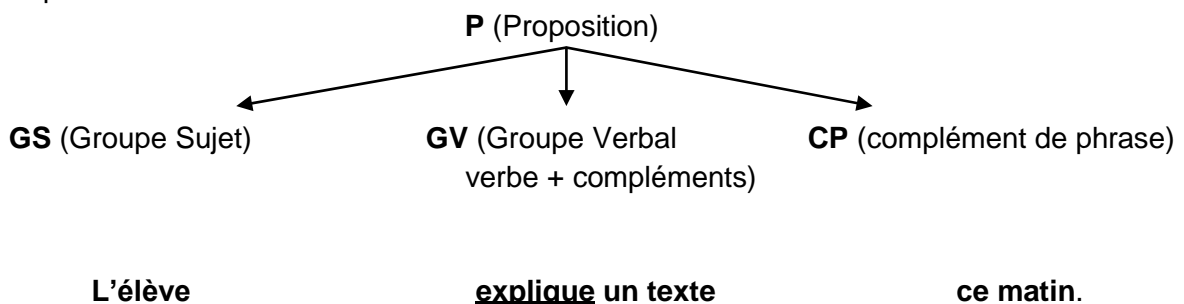 P (Proposition)
GS (Groupe Sujet) GV (Groupe Verbal CP (complément de phrase)
verbe + compléments)
L'élève explique un texte ce matin.